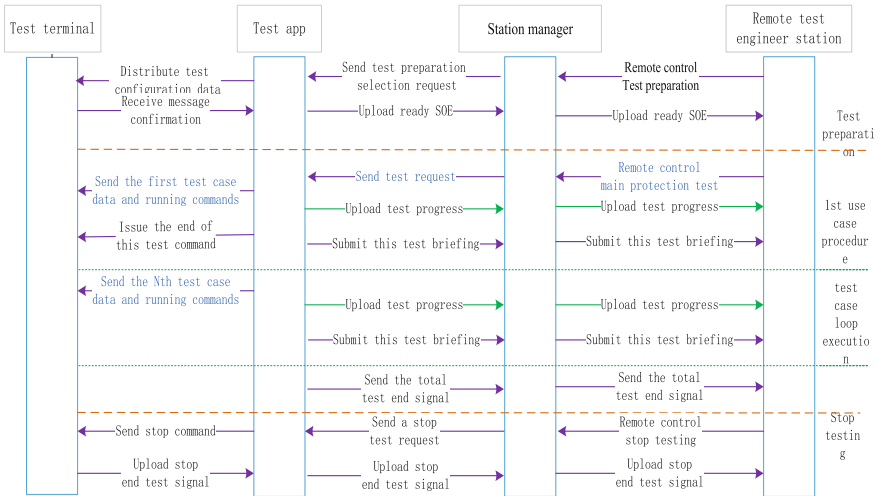 Test terminal
Test app
Station manager
Remote test
engineer station
Distribute test
configuration data
Send test preparation
selection request
Remote control
Test preparation
Receive message
confirmation
Upload ready SOE
Upload ready SOE
Test
preparati
on
Send the first test case
data and running commands
Send test request
Remote control
main protection test
Upload test progress
Upload test progress
1st use
case
procedur
e
Issue the end of
this test command
Submit this test briefing
Submit this test briefing
Send the Nth test case
data and running commands
Upload test progress
Upload test progress
test
case
loop
executio
n
Submit this test briefing
Submit this test briefing
Send the total
test end signal
Send the total
test end signal
Send stop command
Send a stop
test request
Remote control
stop testing
Stop
testin
g
Upload stop
end test signal
Upload stop
end test signal
Upload stop
end test signal